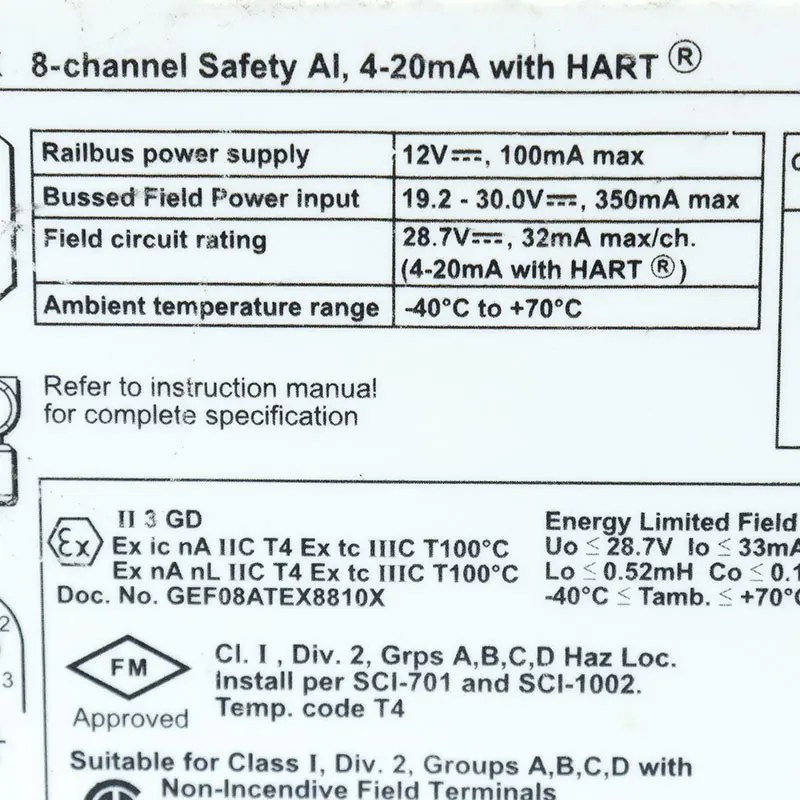 8-channel Safety AI, 4-20mA with HART ®
Railbus power supply 12V⎓, 100mA max
Bussed Field Power input 19.2 - 30.0V⎓, 350mA max
Field circuit rating 28.7V⎓, 32mA max/ch.
(4-20mA with HART ®)
Ambient temperature range -40°C to +70°C
Refer to instruction manual
for complete specification
II 3 GD
Ex Ex ic nA IIC T4 Ex tc IIIC T100°C
Ex nA nL IIC T4 Ex tc IIIC T100°C
Doc. No. GEF08ATEX8810X
Energy Limited Field
Uo ≤ 28.7V Io ≤ 33mA
Lo ≤ 0.52mH Co ≤ 0.1
-40°C ≤ Tamb. ≤ +70°C
2
3
FM
Approved
Cl. I , Div. 2, Grps A,B,C,D Haz Loc.
Install per SCI-701 and SCI-1002.
Temp. code T4
Suitable for Class I, Div. 2, Groups A,B,C,D with
Non-Incendive Field Terminals